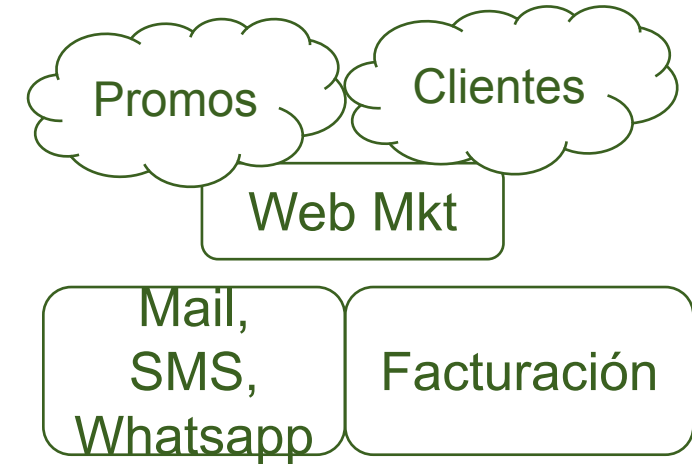 Promos
Clientes
Web Mkt
Mail,
SMS,
Whatsapp
Facturación